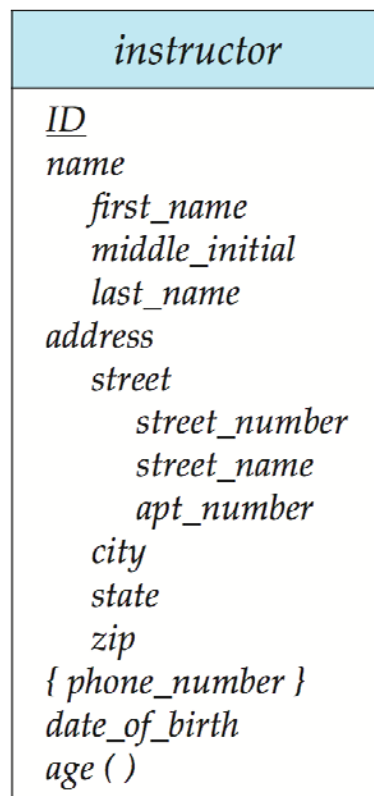 instructor
ID
name
first_name
middle_initial
last_name
address
street
street_number
street_name
apt_number
city
state
zip
{ phone_number }
date_of_birth
age ( )